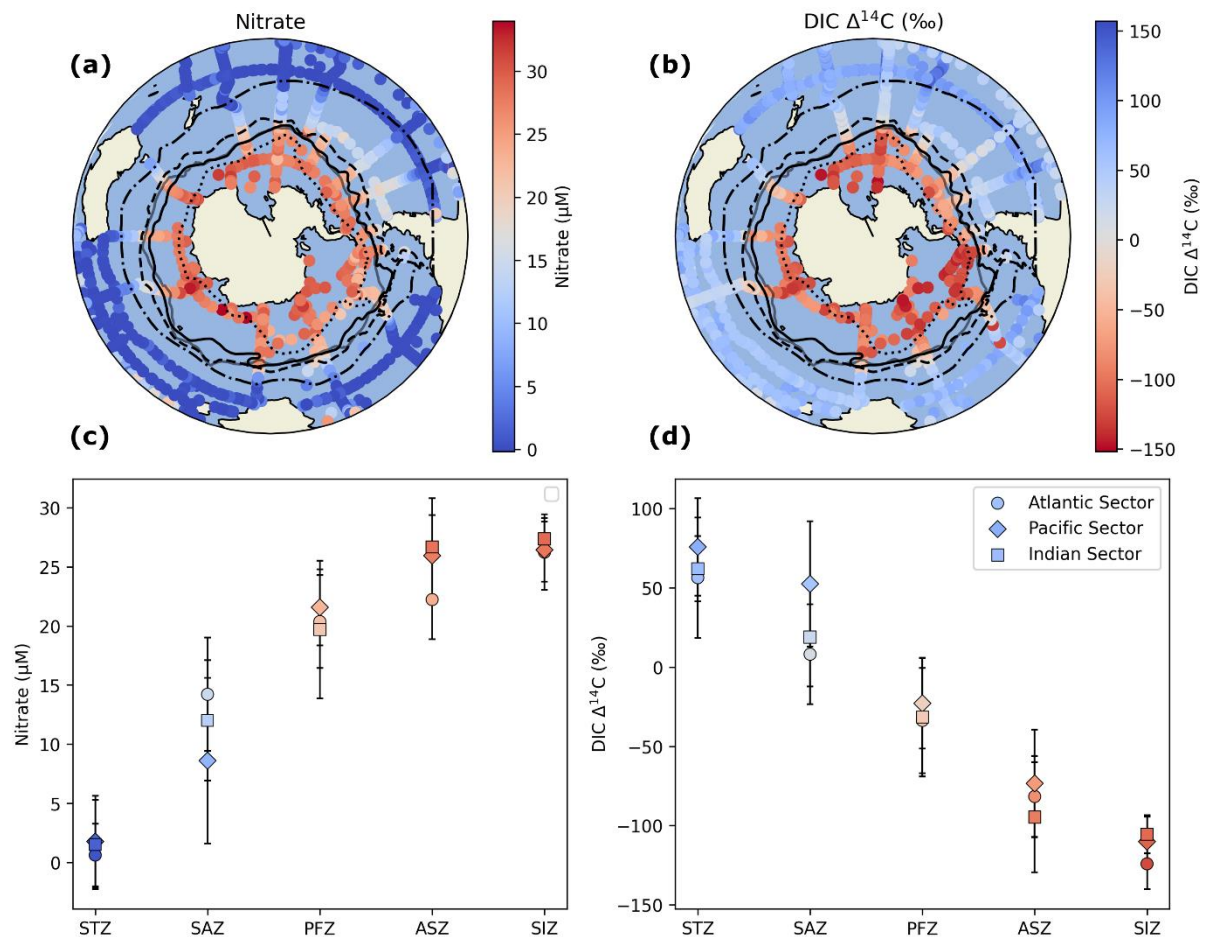 Nitrate
(a)
30
25
20
15
10
5
0
Nitrate (μM)
DIC Δ¹⁴C (‰)
(b)
150
100
50
0
−50
−100
−150
DIC Δ¹⁴C (‰)
(c)
30
25
20
15
10
5
0
Nitrate (μM)
STZ
SAZ
PFZ
ASZ
SIZ
(d)
100
50
0
−50
−100
−150
DIC Δ¹⁴C (‰)
Atlantic Sector
Pacific Sector
Indian Sector
STZ
SAZ
PFZ
ASZ
SIZ